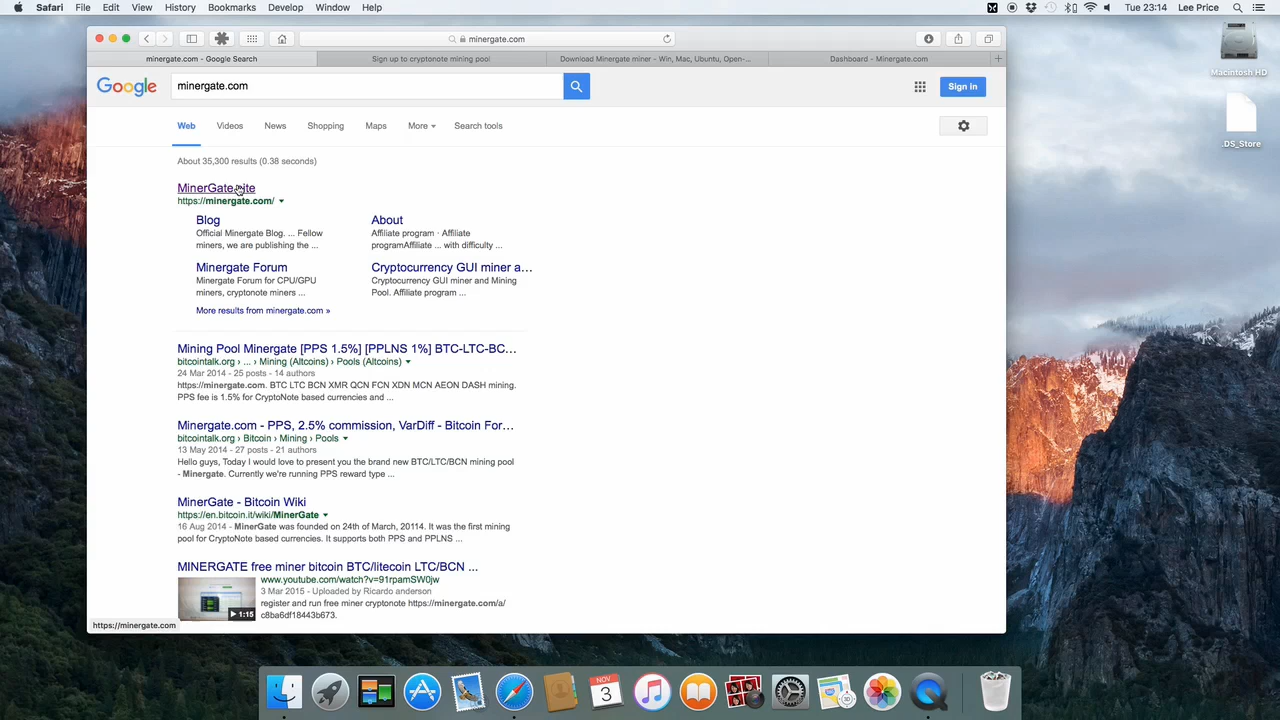 Safari File Edit View History Bookmarks Develop Window Help
Tue 23:14 Lee Price
minergate.com
minergate.com - Google Search
Sign up to cryptonote mining pool
Download Minergate miner - Win, Mac, Ubuntu, Open-...
Dashboard - Minergate.com
Google
minergate.com
Sign in
Web Videos News Shopping Maps More Search tools
About 35,300 results (0.38 seconds)
https://minergate.com/
Blog
Official Minergate Blog. ... Fellow
miners, we are publishing the ...
About
Affiliate program · Affiliate
programAffiliate ... with difficulty ...
Minergate Forum
Minergate Forum for CPU/GPU
miners, cryptonote miners ...
Cryptocurrency GUI miner a...
Cryptocurrency GUI miner and Mining
Pool. Affiliate program ...
More results from minergate.com »
Mining Pool Minergate [PPS 1.5%] [PPLNS 1%] BTC-LTC-BC...
bitcointalk.org › ... › Mining (Altcoins) › Pools (Altcoins)
24 Mar 2014 - 25 posts - 14 authors
https://minergate.com. BTC LTC BCN XMR QCN FCN XDN MCN AEON DASH mining.
PPS fee is 1.5% for CryptoNote based currencies and ...
Minergate.com - PPS, 2.5% commission, VarDiff - Bitcoin For...
bitcointalk.org › Bitcoin › Mining › Pools
13 May 2014 - 27 posts - 21 authors
Hello guys, Today I would love to present you the brand new BTC/LTC/BCN mining pool
- Minergate. Currently we're running PPS reward type ...
MinerGate - Bitcoin Wiki
https://en.bitcoin.it/wiki/MinerGate
16 Aug 2014 - MinerGate was founded on 24th of March, 20114. It was the first mining
pool for CryptoNote based currencies. It supports both PPS and PPLNS ...
MINERGATE free miner bitcoin BTC/litecoin LTC/BCN ...
www.youtube.com/watch?v=91rpamSW0jw
3 Mar 2015 - Uploaded by Ricardo anderson
register and run free miner cryptonote https://minergate.com/a/
c8ba6df18443b673.
1:15
https://minergate.com
Macintosh HD
.DS_Store
NOV
3
3D